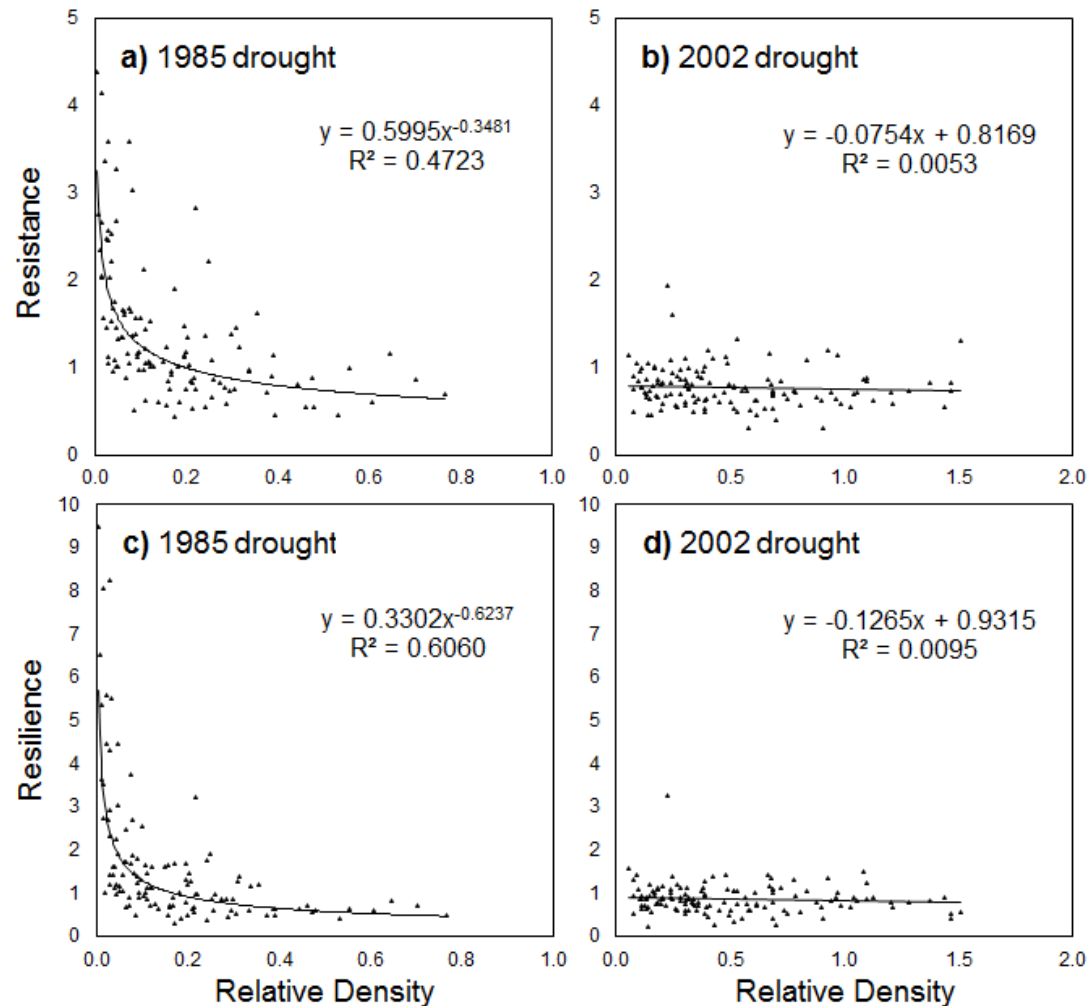 a) 1985 drought
y = 0.5995x^-0.3481
R² = 0.4723
Resistance
5
4
3
2
1
0
0.0 0.2 0.4 0.6 0.8 1.0
b) 2002 drought
y = -0.0754x + 0.8169
R² = 0.0053
5
4
3
2
1
0
0.0 0.5 1.0 1.5 2.0
c) 1985 drought
y = 0.3302x^-0.6237
R² = 0.6060
Resilience
10
9
8
7
6
5
4
3
2
1
0
0.0 0.2 0.4 0.6 0.8 1.0
Relative Density
d) 2002 drought
y = -0.1265x + 0.9315
R² = 0.0095
10
9
8
7
6
5
4
3
2
1
0
0.0 0.5 1.0 1.5 2.0
Relative Density